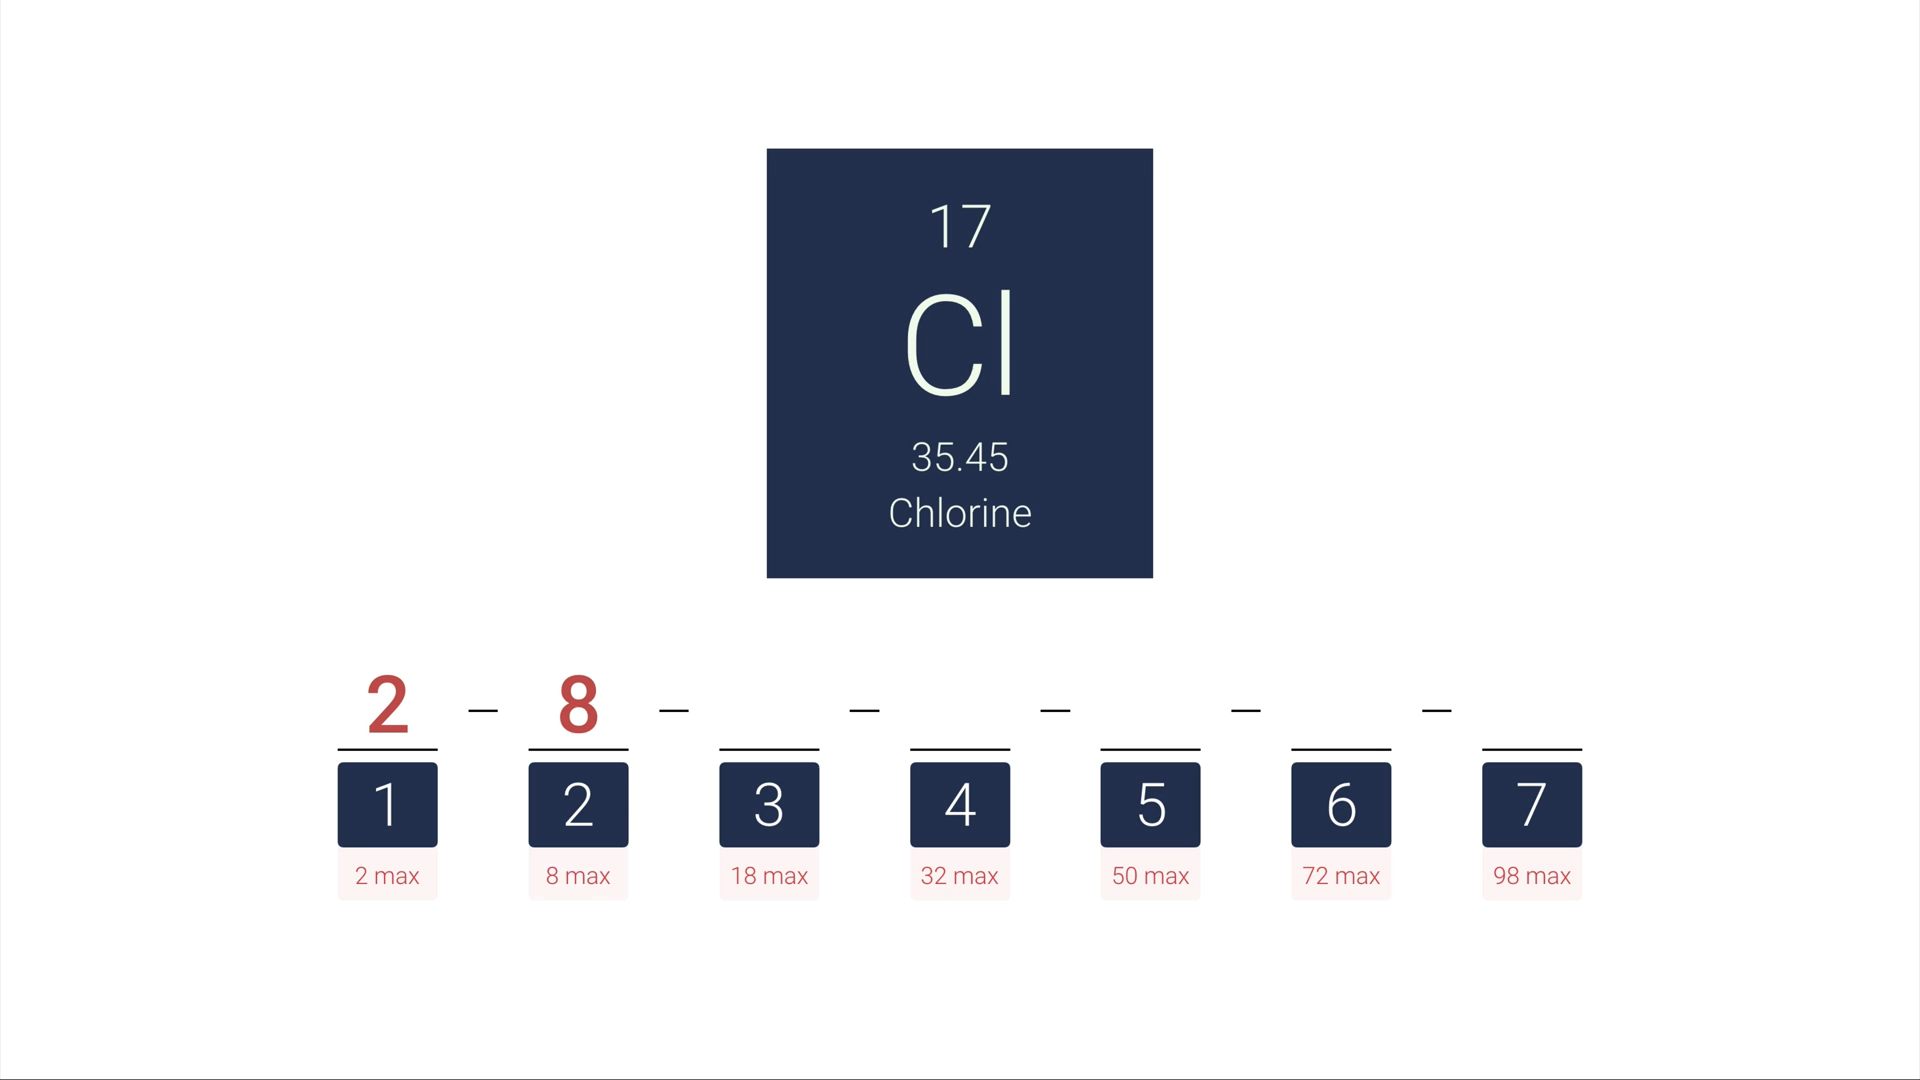 17
Cl
35.45
Chlorine
2 – 8 – – – – –
1 2 3 4 5 6 7
2 max 8 max 18 max 32 max 50 max 72 max 98 max